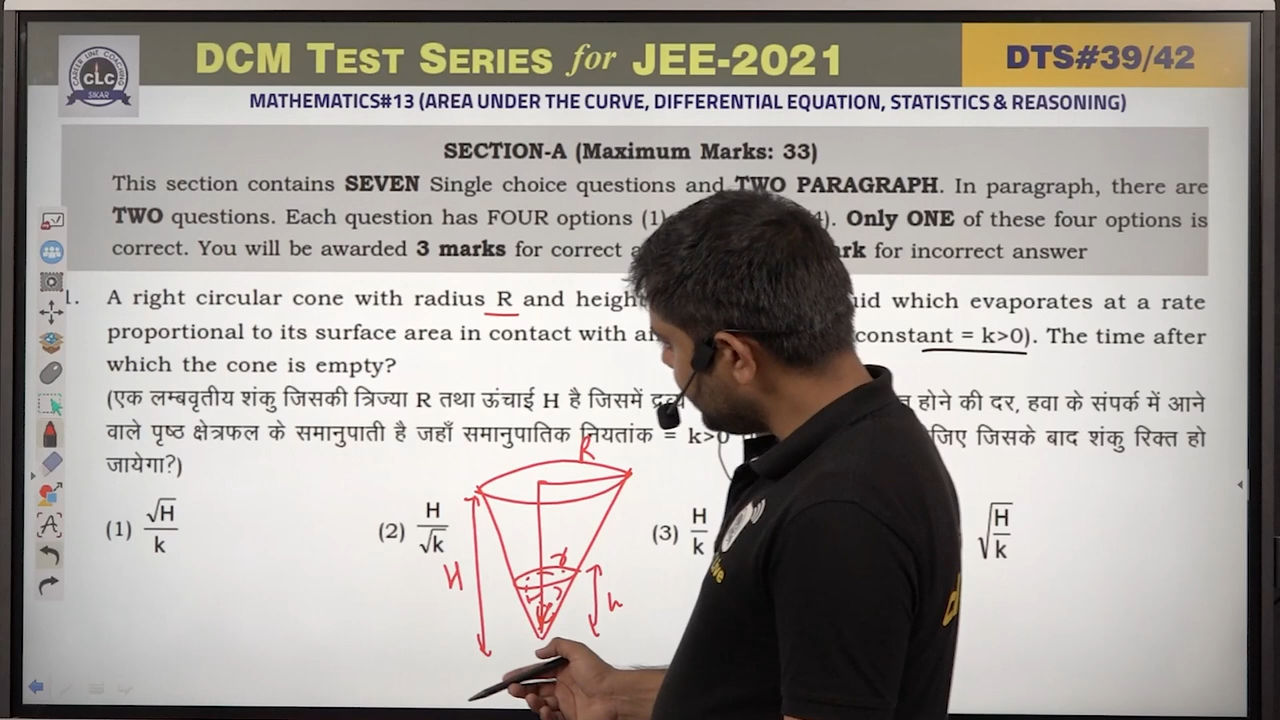 DCM TEST SERIES for JEE-2021
DTS#39/42
CAREER LINE COACHING
CLC
SIKAR
MATHEMATICS#13 (AREA UNDER THE CURVE, DIFFERENTIAL EQUATION, STATISTICS & REASONING)
SECTION-A (Maximum Marks: 33)
This section contains SEVEN Single choice questions and TWO PARAGRAPH. In paragraph, there are
TWO questions. Each question has FOUR options (1) 4). Only ONE of these four options is
correct. You will be awarded 3 marks for correct for incorrect answer
1. A right circular cone with radius R and height which evaporates at a rate
proportional to its surface area in contact with constant = k>0). The time after
which the cone is empty?
(एक लम्बवृतीय शंकु जिसकी त्रिज्या R तथा ऊंचाई H है जिसमें होने की दर, हवा के संपर्क में आने
वाले पृष्ठ क्षेत्रफल के समानुपाती है जहाँ समानुपातिक नियतांक = k>0 जिसके बाद शंकु रिक्त हो
जायेगा?)
R
(1) √H/k (2) H/√k (3) H/k √(H/k)
H
r
h